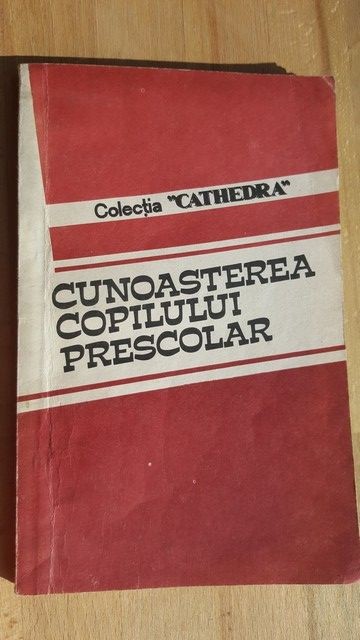 Colecția "CATHEDRA"
CUNOASTEREA
COPILULUI
PRESCOLAR